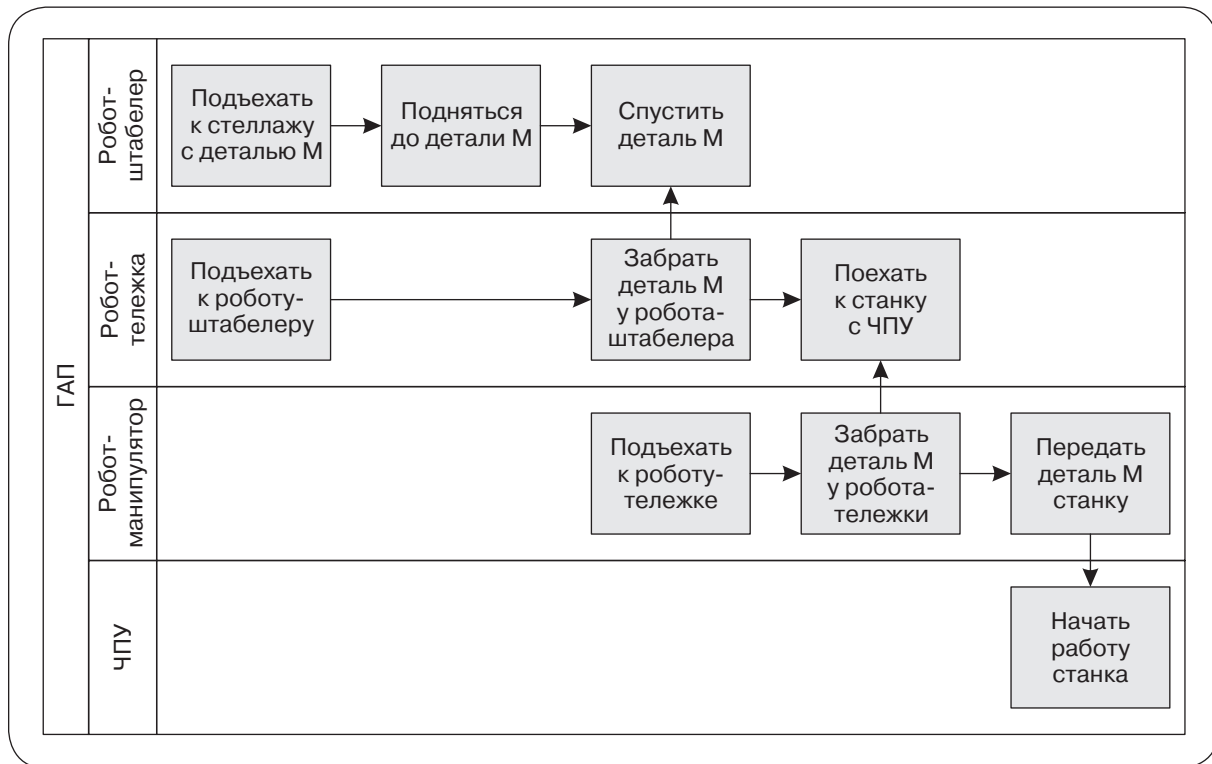 ГАП
Робот-
штабелер
Подъехать
к стеллажу
с деталью М
Подняться
до детали М
Спустить
деталь М
Робот-
тележка
Подъехать
к роботу-
штабелеру
Забрать
деталь М
у робота-
штабелера
Поехать
к станку
с ЧПУ
Робот-
манипулятор
Подъехать
к роботу-
тележке
Забрать
деталь М
у робота-
тележки
Передать
деталь М
станку
ЧПУ
Начать
работу
станка